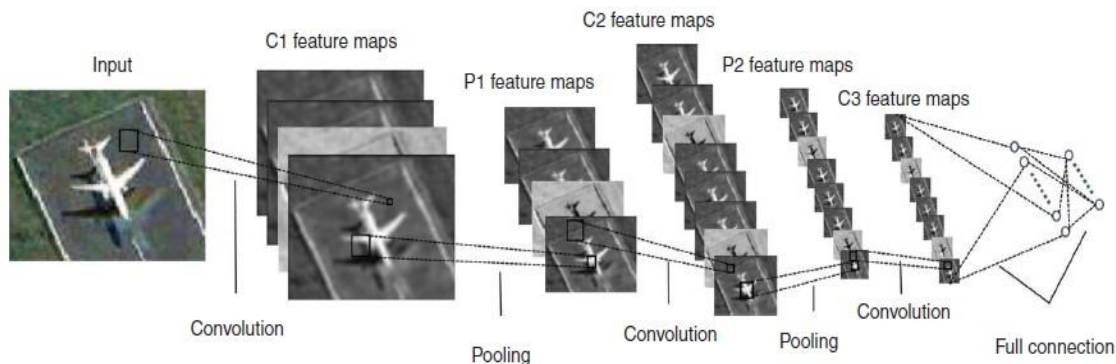 Input
C1 feature maps
P1 feature maps
C2 feature maps
P2 feature maps
C3 feature maps
Convolution
Pooling
Convolution
Pooling
Convolution
Full connection